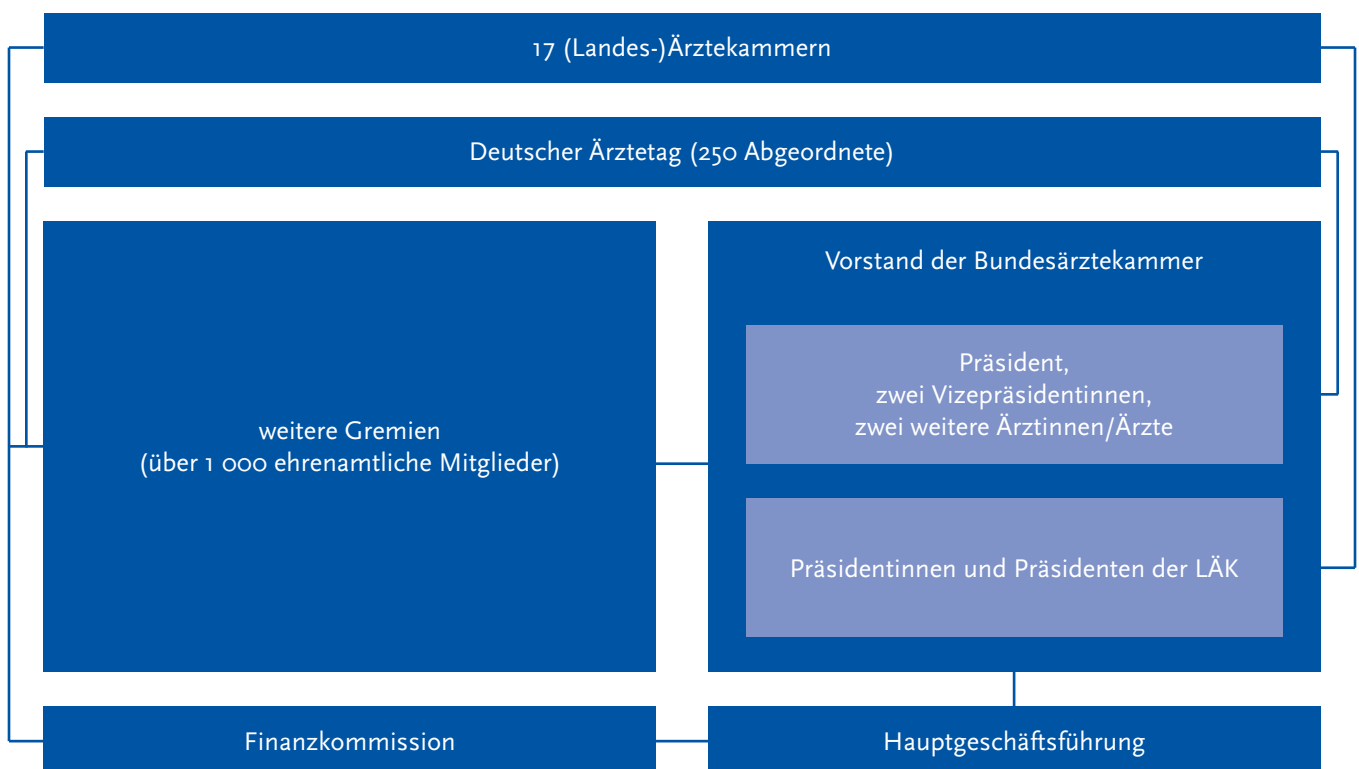 17 (Landes-)Ärztekammern
Deutscher Ärztetag (250 Abgeordnete)
weitere Gremien
(über 1 000 ehrenamtliche Mitglieder)
Vorstand der Bundesärztekammer
Präsident,
zwei Vizepräsidentinnen,
zwei weitere Ärztinnen/Ärzte
Präsidentinnen und Präsidenten der LÄK
Finanzkommission
Hauptgeschäftsführung